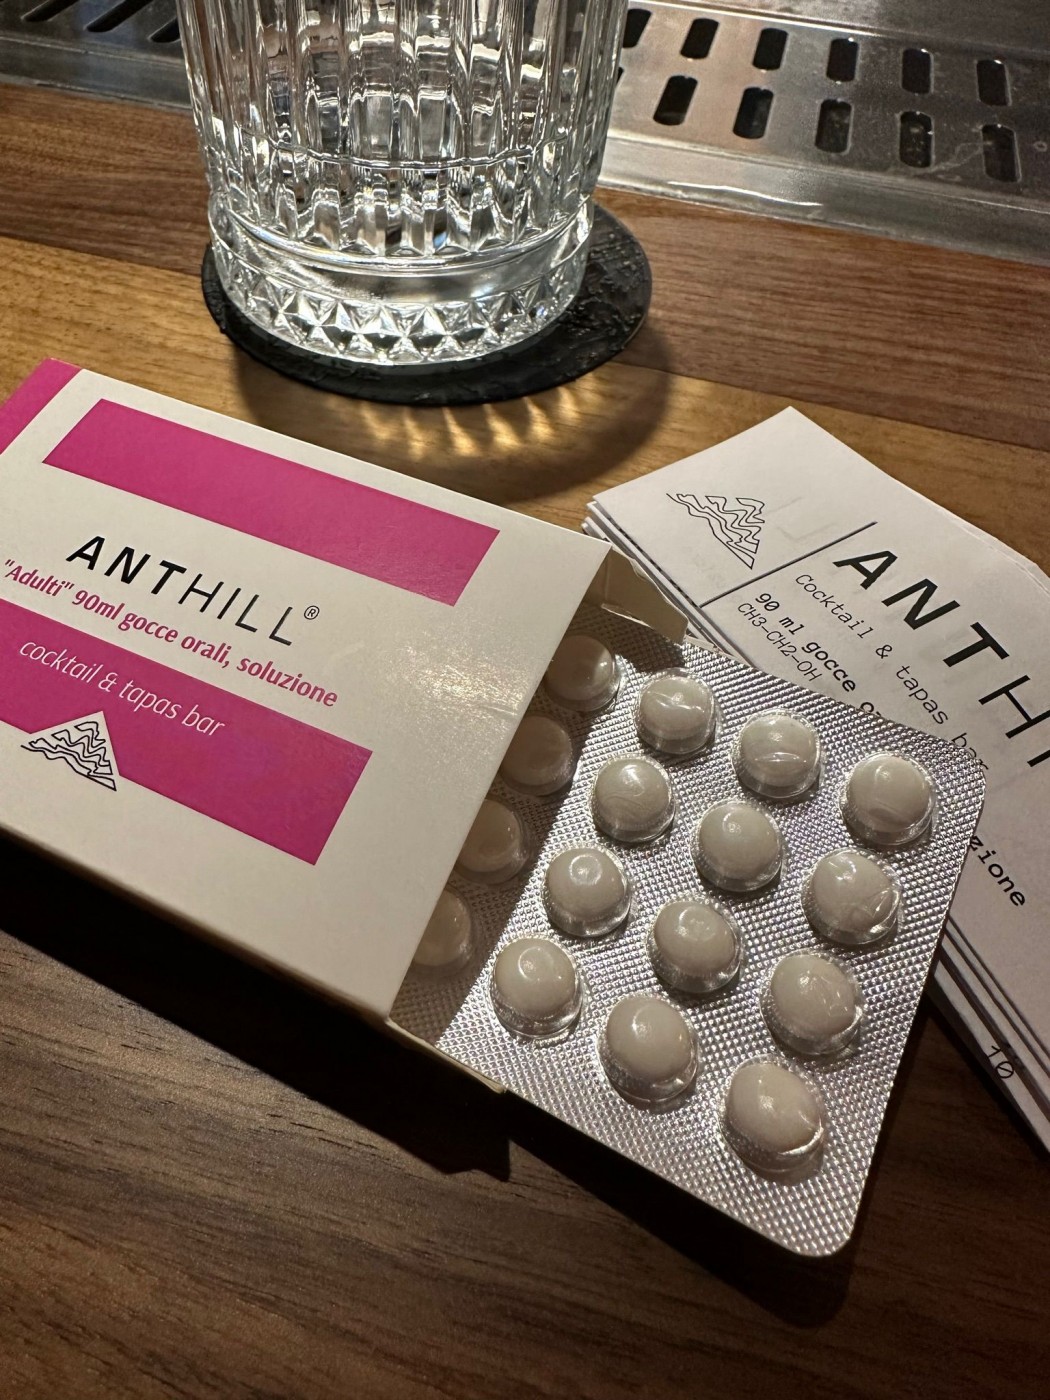 ANTHILL®
"Adulti" 90ml gocce orali, soluzione
cocktail & tapas bar
ANTHI
Cocktail & tapas bar
90 ml gocce o
CH3-CH2-OH
zione
10